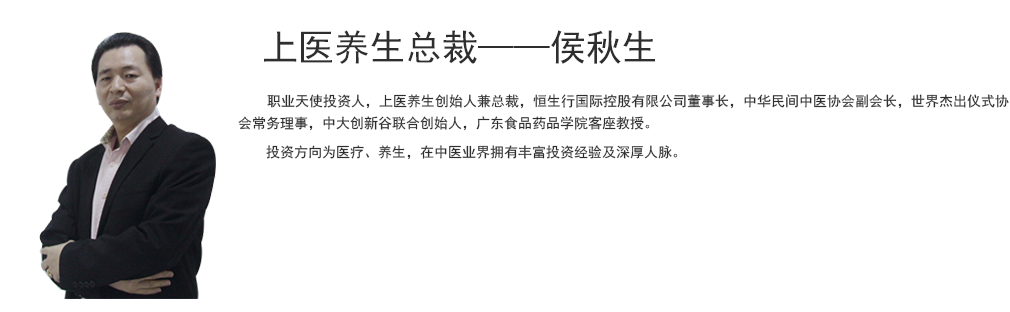 上医养生总裁——侯秋生
职业天使投资人，上医养生创始人兼总裁，恒生行国际控股有限公司董事长，中华民间中医协会副会长，世界杰出仪式协
会常务理事，中大创新谷联合创始人，广东食品药品学院客座教授。
投资方向为医疗、养生，在中医业界拥有丰富投资经验及深厚人脉。